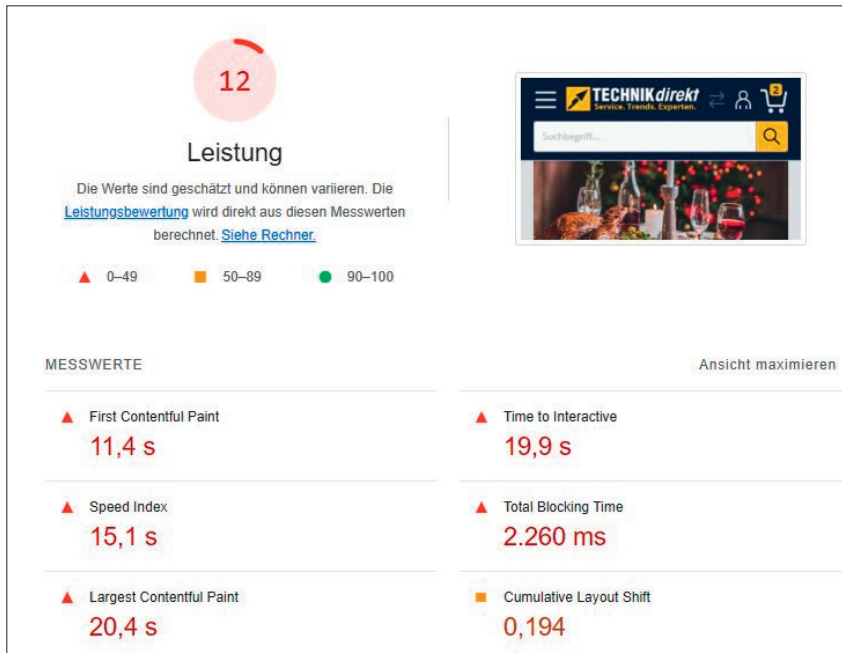 12
Leistung
Die Werte sind geschätzt und können variieren. Die
Leistungsbewertung wird direkt aus diesen Messwerten
berechnet. Siehe Rechner.
0–49 50–89 90–100
TECHNIKdirekt
Service. Trends. Experten.
2
Suchbegriff...
MESSWERTE
Ansicht maximieren
First Contentful Paint
11,4 s
Time to Interactive
19,9 s
Speed Index
15,1 s
Total Blocking Time
2.260 ms
Largest Contentful Paint
20,4 s
Cumulative Layout Shift
0,194